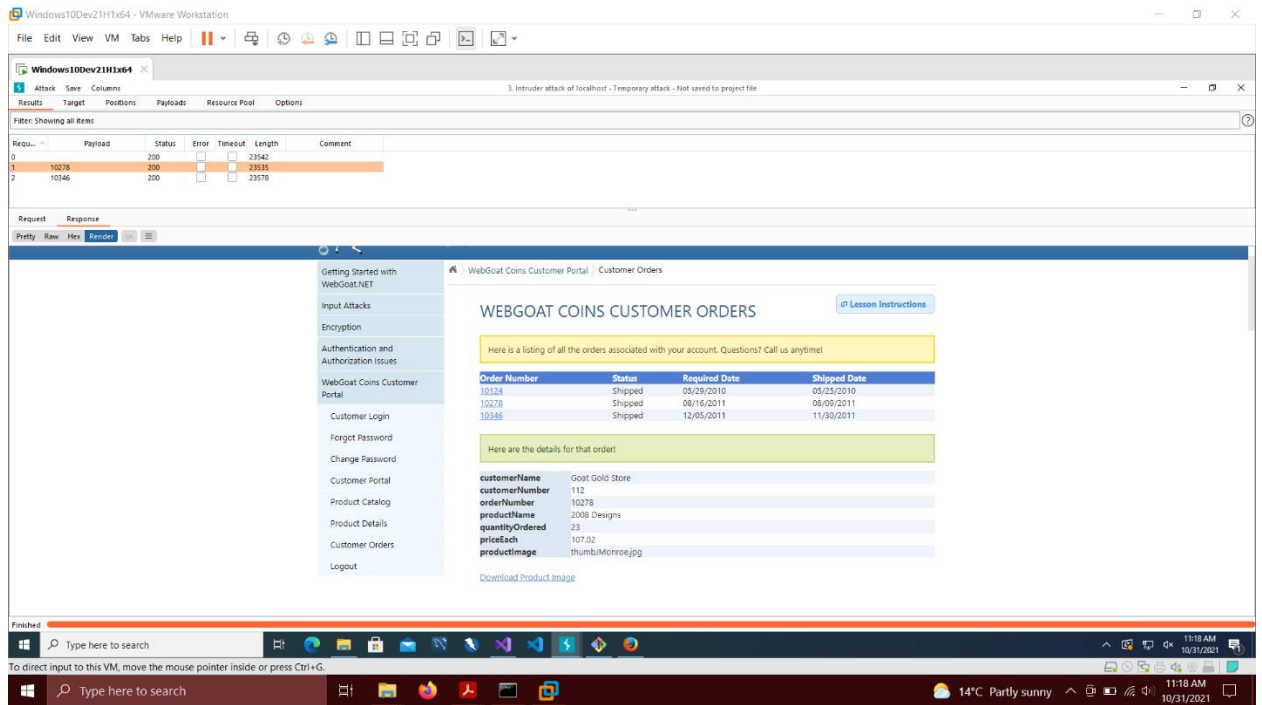 Windows10Dev21H1x64 - VMware Workstation
File Edit View VM Tabs Help
Windows10Dev21H1x64
Attack Save Columns
3. Intruder attack of localhost - Temporary attack - Not saved to project file
Results Target Positions Payloads Resource Pool Options
Filter: Showing all items
Requ... Payload Status Error Timeout Length Comment
0 200 23542
1 10278 200 23535
2 10346 200 23578
Request Response
Pretty Raw Hex Render \n
Getting Started with
WebGoat.NET
Input Attacks
Encryption
Authentication and
Authorization Issues
WebGoat Coins Customer
Portal
Customer Login
Forgot Password
Change Password
Customer Portal
Product Catalog
Product Details
Customer Orders
Logout
WebGoat Coins Customer Portal Customer Orders
WEBGOAT COINS CUSTOMER ORDERS
Lesson Instructions
Here is a listing of all the orders associated with your account. Questions? Call us anytime!
Order Number Status Required Date Shipped Date
10124 Shipped 05/29/2010 05/25/2010
10278 Shipped 08/16/2011 08/09/2011
10346 Shipped 12/05/2011 11/30/2011
Here are the details for that order!
customerName Goat Gold Store
customerNumber 112
orderNumber 10278
productName 2008 Designs
quantityOrdered 23
priceEach 107.02
productImage thumb/Monroe.jpg
Download Product Image
Finished
Type here to search
11:18 AM
10/31/2021
To direct input to this VM, move the mouse pointer inside or press Ctrl+G.
Type here to search
14°C Partly sunny
11:18 AM
10/31/2021